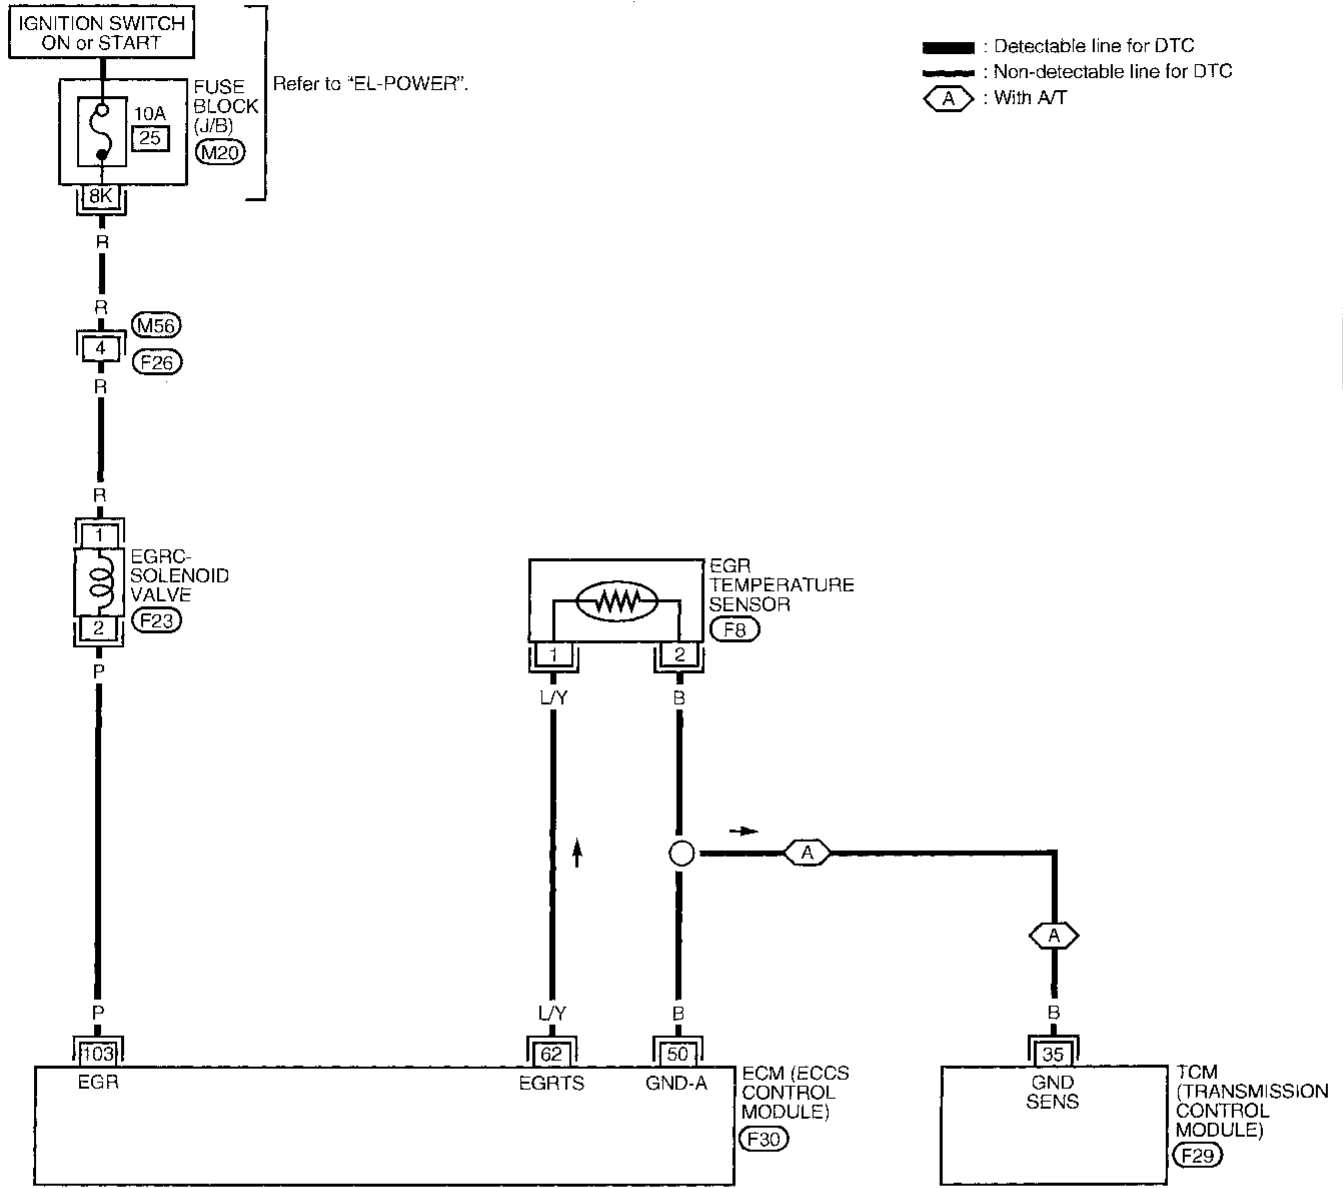 IGNITION SWITCH
ON or START
Refer to "EL-POWER".
FUSE
BLOCK
(J/B)
M20
10A
25
8K
: Detectable line for DTC
: Non-detectable line for DTC
A : With A/T
R
R
M56
4
F26
R
R
1
EGRC-
SOLENOID
VALVE
F23
2
P
EGR
TEMPERATURE
SENSOR
F8
1
2
L/Y
B
A
A
P
L/Y
B
B
103
62
50
35
EGR
EGRTS
GND-A
ECM (ECCS
CONTROL
MODULE)
F30
GND
SENS
TCM
(TRANSMISSION
CONTROL
MODULE)
F29